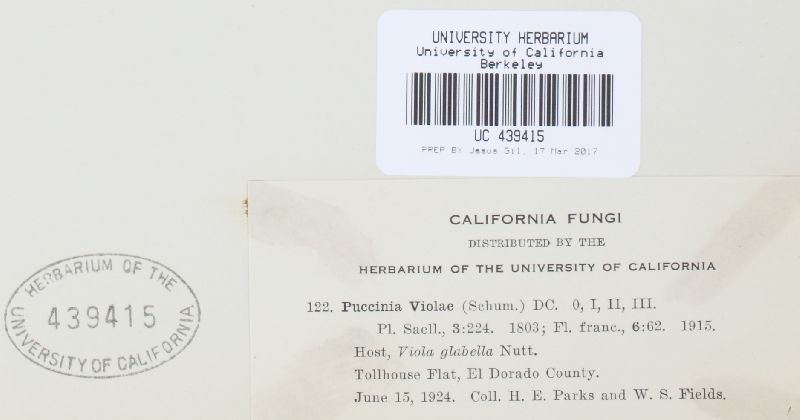 UNIVERSITY HERBARIUM
University of California
Berkeley
UC 439415
PREP BY Jesus Gil, 17 Mar 2017
CALIFORNIA FUNGI
DISTRIBUTED BY THE
HERBARIUM OF THE UNIVERSITY OF CALIFORNIA
122. Puccinia Violae (Schum.) DC. 0, I, II, III.
Pl. Saell., 3:224. 1803; Fl. franc., 6:62. 1915.
Host, Viola glabella Nutt.
Tollhouse Flat, El Dorado County.
June 15, 1924. Coll. H. E. Parks and W. S. Fields.
HERBARIUM OF THE
439415
UNIVERSITY OF CALIFORNIA